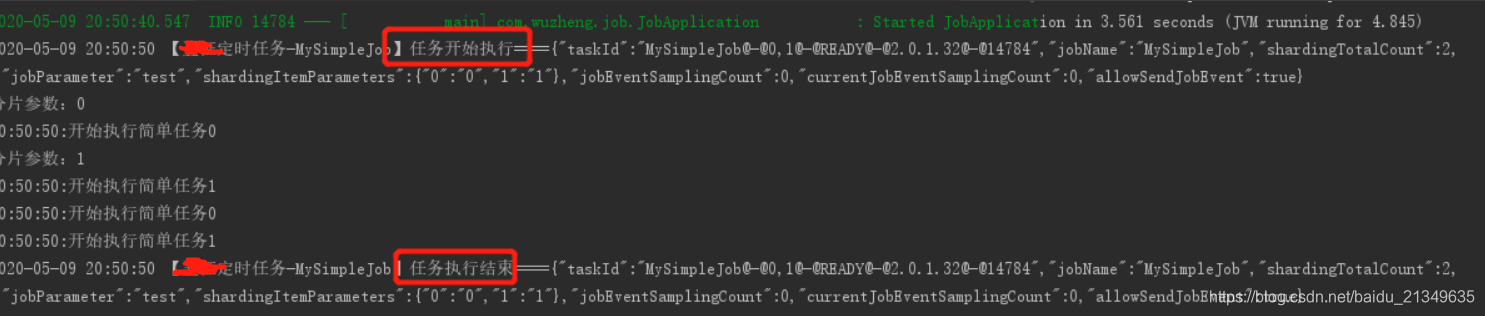 020-05-09 20:50:40.547  INFO 14784 --- [           main] com.wuzheng.job.JobApplication           : Started JobApplication in 3.561 seconds (JVM running for 4.845)
020-05-09 20:50:50 【定时任务-MySimpleJob】任务开始执行====={"taskId":"MySimpleJob@-@0,1@-@READY@-@2.0.1.32@-@14784","jobName":"MySimpleJob","shardingTotalCount":2,
"jobParameter":"test","shardingItemParameters":{"0":"0","1":"1"},"jobEventSamplingCount":0,"currentJobEventSamplingCount":0,"allowSendJobEvent":true}
分片参数：0
0:50:50:开始执行简单任务0
分片参数：1
0:50:50:开始执行简单任务1
0:50:50:开始执行简单任务0
0:50:50:开始执行简单任务1
020-05-09 20:50:50 【定时任务-MySimpleJob】任务执行结束====={"taskId":"MySimpleJob@-@0,1@-@READY@-@2.0.1.32@-@14784","jobName":"MySimpleJob","shardingTotalCount":2,
"jobParameter":"test","shardingItemParameters":{"0":"0","1":"1"},"jobEventSamplingCount":0,"currentJobEventSamplingCount":0,"allowSendJobEvent":true}
https://blog.csdn.net/baidu_21349635